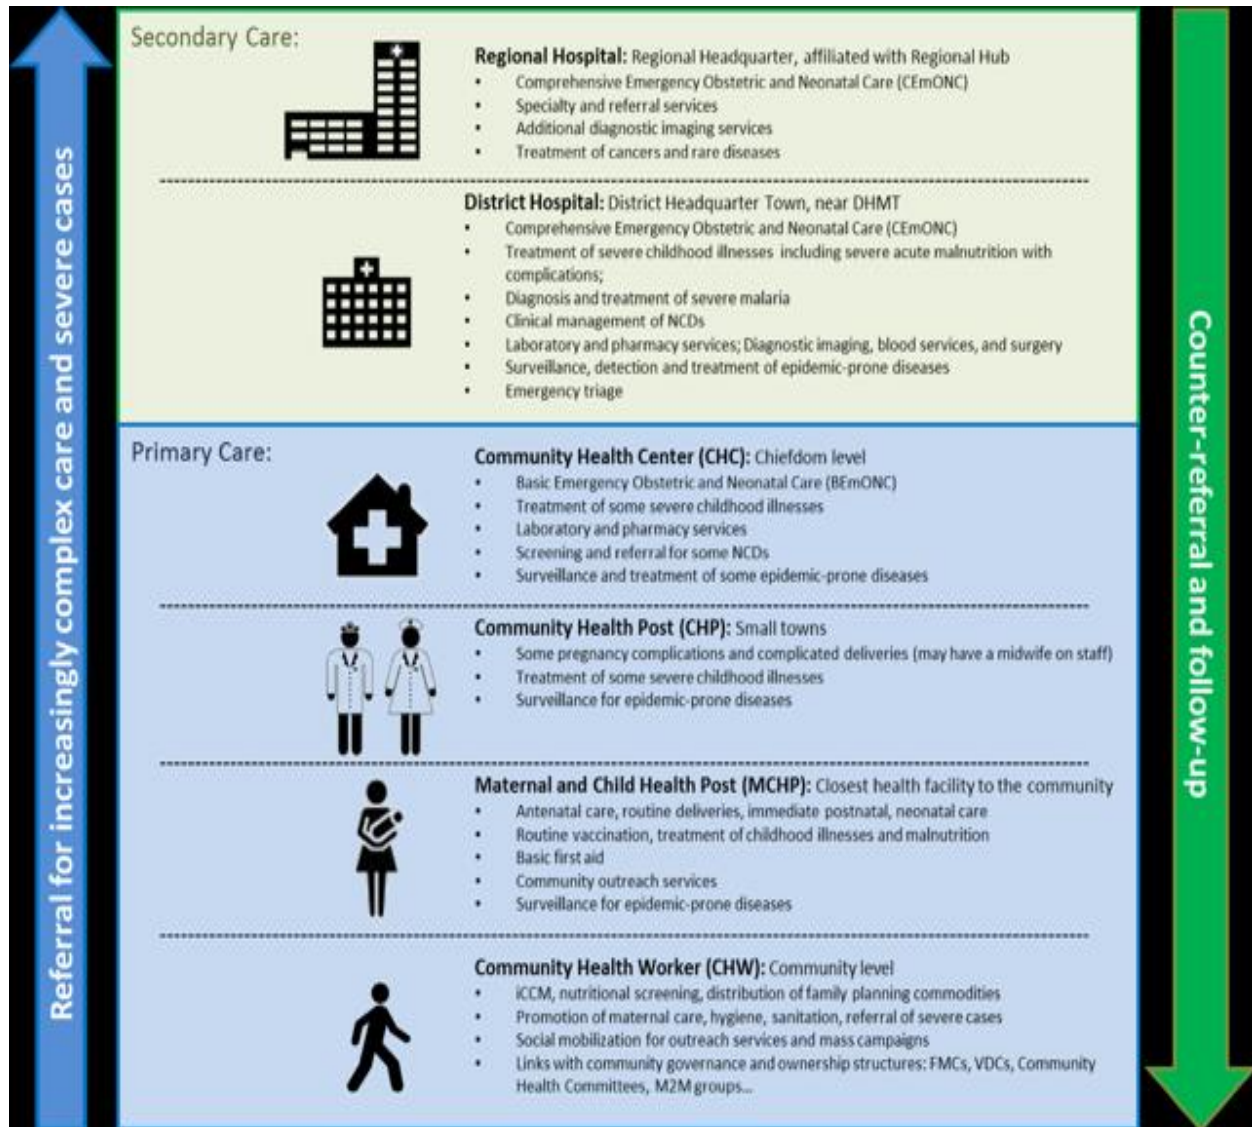 Secondary Care:
Regional Hospital: Regional Headquarter, affiliated with Regional Hub
• Comprehensive Emergency Obstetric and Neonatal Care (CEmONC)
• Specialty and referral services
• Additional diagnostic imaging services
• Treatment of cancers and rare diseases
District Hospital: District Headquarter Town, near DHMT
• Comprehensive Emergency Obstetric and Neonatal Care (CEmONC)
• Treatment of severe childhood illnesses including severe acute malnutrition with
complications;
• Diagnosis and treatment of severe malaria
• Clinical management of NCDs
• Laboratory and pharmacy services; Diagnostic imaging, blood services, and surgery
• Surveillance, detection and treatment of epidemic-prone diseases
• Emergency triage
Primary Care:
Community Health Center (CHC): Chiefdom level
• Basic Emergency Obstetric and Neonatal Care (BEmONC)
• Treatment of some severe childhood illnesses
• Laboratory and pharmacy services
• Screening and referral for some NCDs
• Surveillance and treatment of some epidemic-prone diseases
Community Health Post (CHP): Small towns
• Some pregnancy complications and complicated deliveries (may have a midwife on staff)
• Treatment of some severe childhood illnesses
• Surveillance for epidemic-prone diseases
Maternal and Child Health Post (MCHP): Closest health facility to the community
• Antenatal care, routine deliveries, immediate postnatal, neonatal care
• Routine vaccination, treatment of childhood illnesses and malnutrition
• Basic first aid
• Community outreach services
• Surveillance for epidemic-prone diseases
Community Health Worker (CHW): Community level
• iCCM, nutritional screening, distribution of family planning commodities
• Promotion of maternal care, hygiene, sanitation, referral of severe cases
• Social mobilization for outreach services and mass campaigns
• Links with community governance and ownership structures: FMCs, VDCs, Community
Health Committees, M2M groups...
Referral for increasingly complex care and severe cases
Counter-referral and follow-up